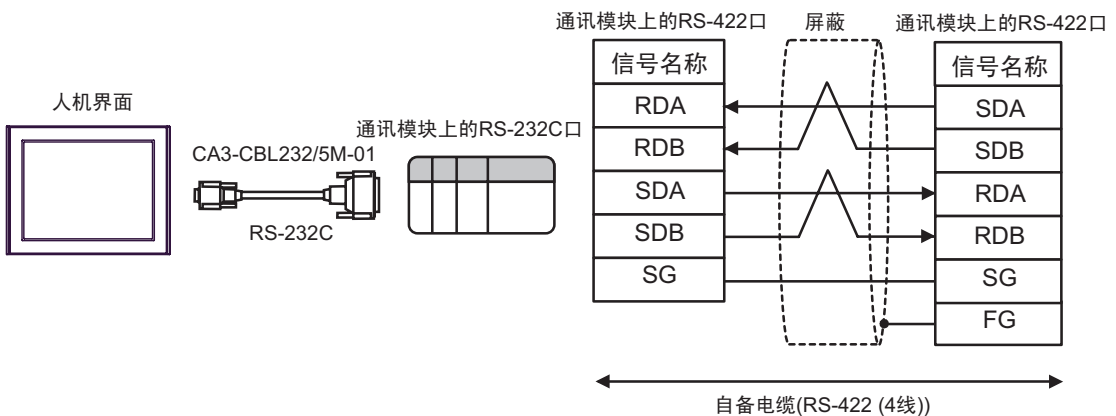 人机界面
CA3-CBL232/5M-01
RS-232C
通讯模块上的RS-232C口
通讯模块上的RS-422口
屏蔽
通讯模块上的RS-422口
信号名称
RDA
RDB
SDA
SDB
SG
信号名称
SDA
SDB
RDA
RDB
SG
FG
自备电缆(RS-422 (4线))